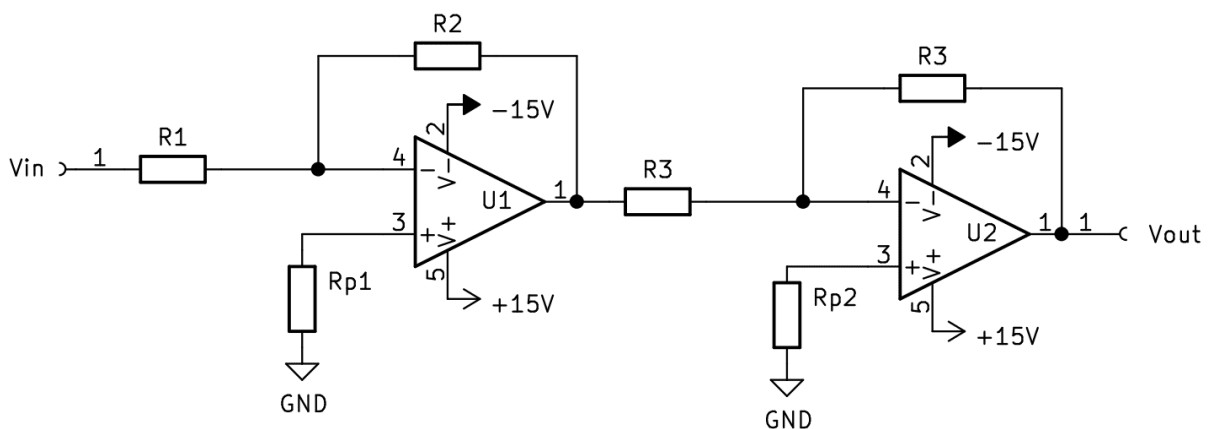 R2
R3
-15V
R1
2
-15V
Vin
1
4
-
V-
2
U1
1
R3
4
-
V-
3
+
V+
U2
1
1
Vout
Rp1
5
3
+
V+
+15V
Rp2
5
+15V
GND
GND